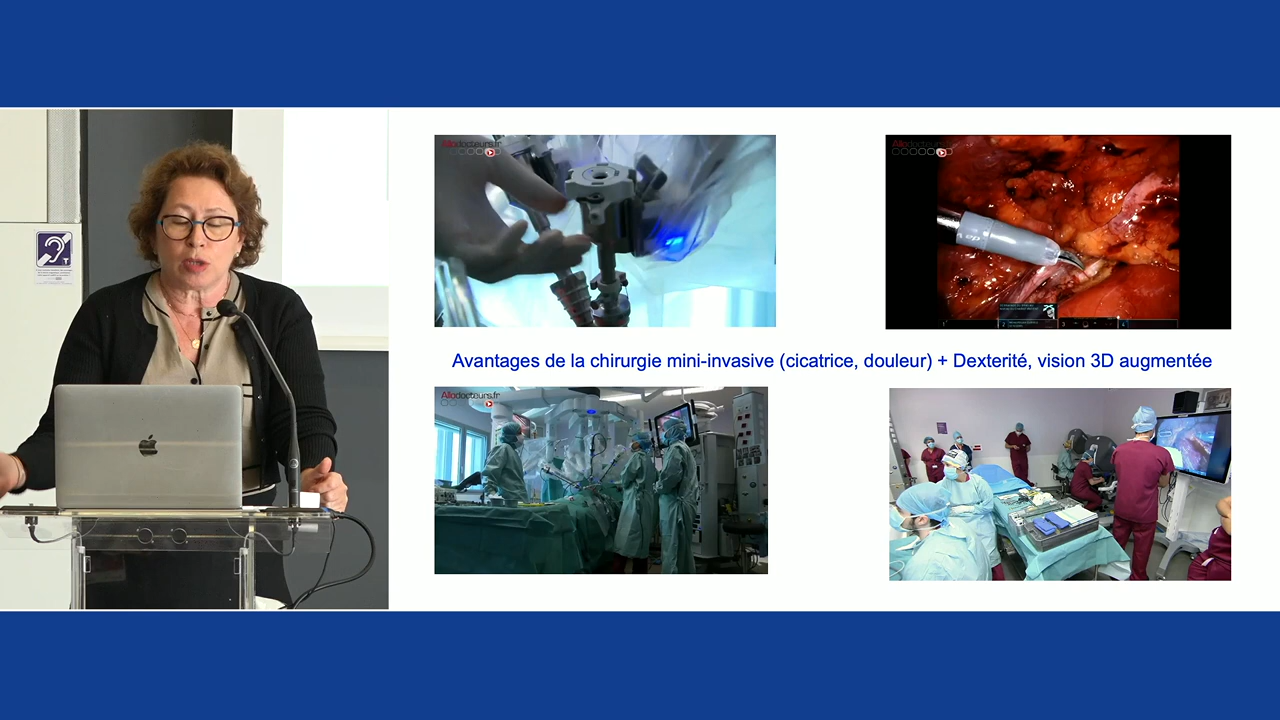 Allodocteurs.fr
Allodocteurs.fr
Avantages de la chirurgie mini-invasive (cicatrice, douleur) + Dexterité, vision 3D augmentée
Allodocteurs.fr
T